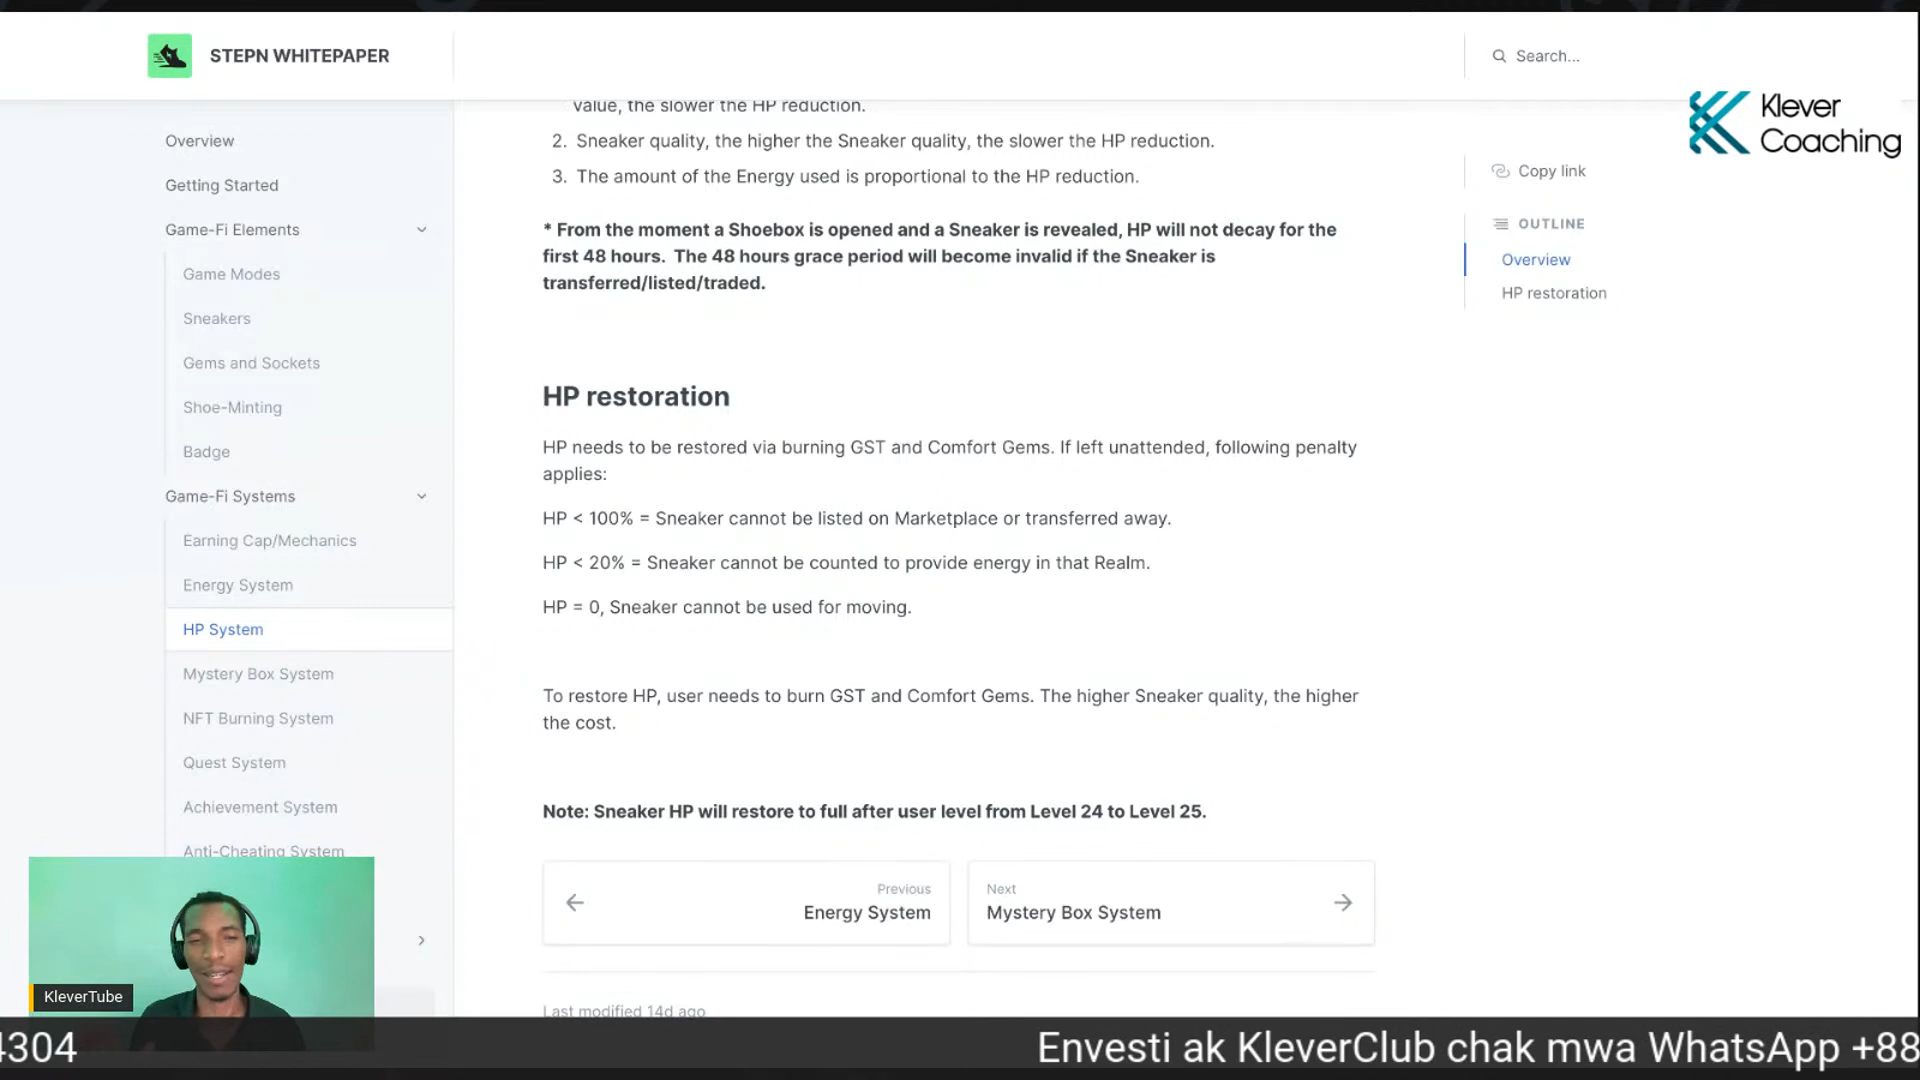 STEPN WHITEPAPER
Search...
Klever
Coaching
Overview
Getting Started
Game-Fi Elements
Game Modes
Sneakers
Gems and Sockets
Shoe-Minting
Badge
Game-Fi Systems
Earning Cap/Mechanics
Energy System
HP System
Mystery Box System
NFT Burning System
Quest System
Achievement System
Anti-Cheating System
value, the slower the HP reduction.
2. Sneaker quality, the higher the Sneaker quality, the slower the HP reduction.
3. The amount of the Energy used is proportional to the HP reduction.
* From the moment a Shoebox is opened and a Sneaker is revealed, HP will not decay for the
first 48 hours. The 48 hours grace period will become invalid if the Sneaker is
transferred/listed/traded.
HP restoration
HP needs to be restored via burning GST and Comfort Gems. If left unattended, following penalty
applies:
HP < 100% = Sneaker cannot be listed on Marketplace or transferred away.
HP < 20% = Sneaker cannot be counted to provide energy in that Realm.
HP = 0, Sneaker cannot be used for moving.
To restore HP, user needs to burn GST and Comfort Gems. The higher Sneaker quality, the higher
the cost.
Note: Sneaker HP will restore to full after user level from Level 24 to Level 25.
Previous
Energy System
Next
Mystery Box System
Last modified 14d ago
Copy link
OUTLINE
Overview
HP restoration
KleverTube
4304
Envesti ak KleverClub chak mwa WhatsApp +88